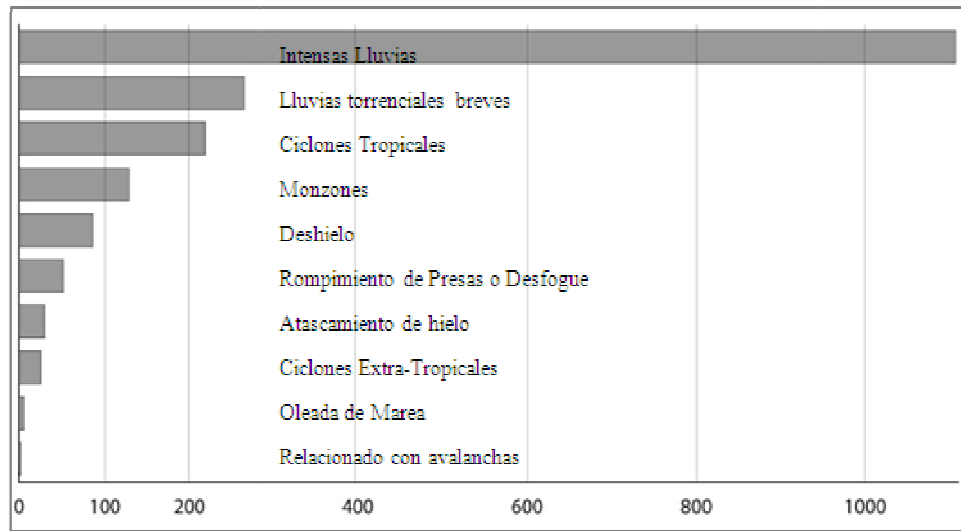 Intensas Lluvias
Lluvias torrenciales breves
Ciclones Tropicales
Monzones
Deshielo
Rompimiento de Presas o Desfogue
Atascamiento de hielo
Ciclones Extra-Tropicales
Oleada de Marea
Relacionado con avalanchas
0 100 200 400 600 800 1000